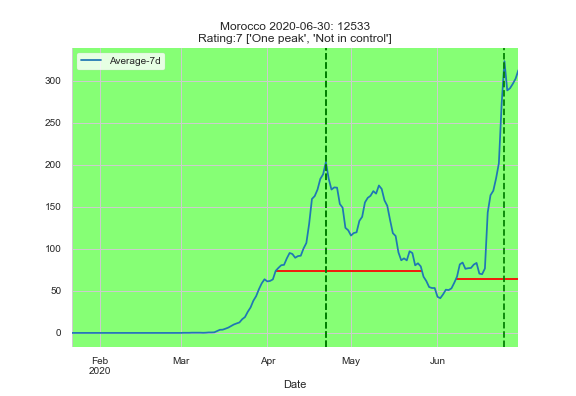 Morocco 2020-06-30: 12533
Rating:7 ['One peak', 'Not in control']
Average-7d
300
250
200
150
100
50
0
Feb
2020
Mar
Apr
May
Jun
Date